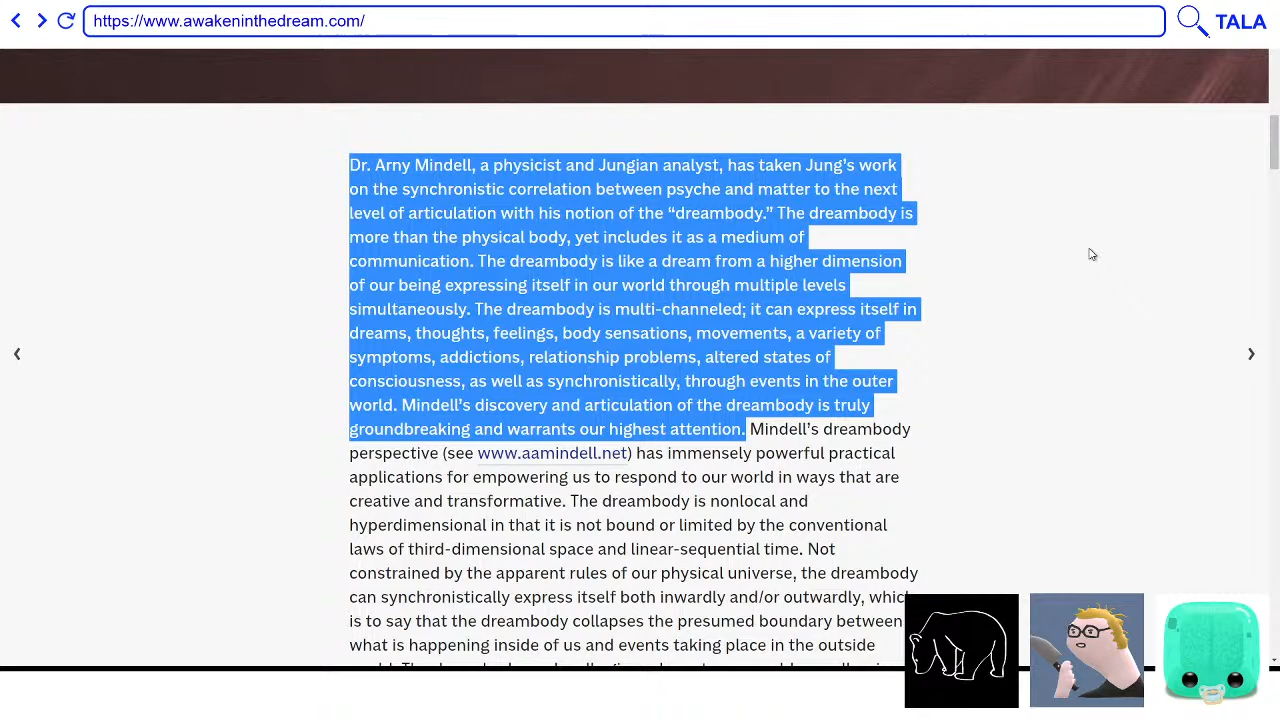 https://www.awakeninthedream.com/
TALA
Dr. Arny Mindell, a physicist and Jungian analyst, has taken Jung’s work
on the synchronistic correlation between psyche and matter to the next
level of articulation with his notion of the “dreambody.” The dreambody is
more than the physical body, yet includes it as a medium of
communication. The dreambody is like a dream from a higher dimension
of our being expressing itself in our world through multiple levels
simultaneously. The dreambody is multi-channeled; it can express itself in
dreams, thoughts, feelings, body sensations, movements, a variety of
symptoms, addictions, relationship problems, altered states of
consciousness, as well as synchronistically, through events in the outer
world. Mindell’s discovery and articulation of the dreambody is truly
groundbreaking and warrants our highest attention. Mindell’s dreambody
perspective (see www.aamindell.net) has immensely powerful practical
applications for empowering us to respond to our world in ways that are
creative and transformative. The dreambody is nonlocal and
hyperdimensional in that it is not bound or limited by the conventional
laws of third-dimensional space and linear-sequential time. Not
constrained by the apparent rules of our physical universe, the dreambody
can synchronistically express itself both inwardly and/or outwardly, which
is to say that the dreambody collapses the presumed boundary between
what is happening inside of us and events taking place in the outside